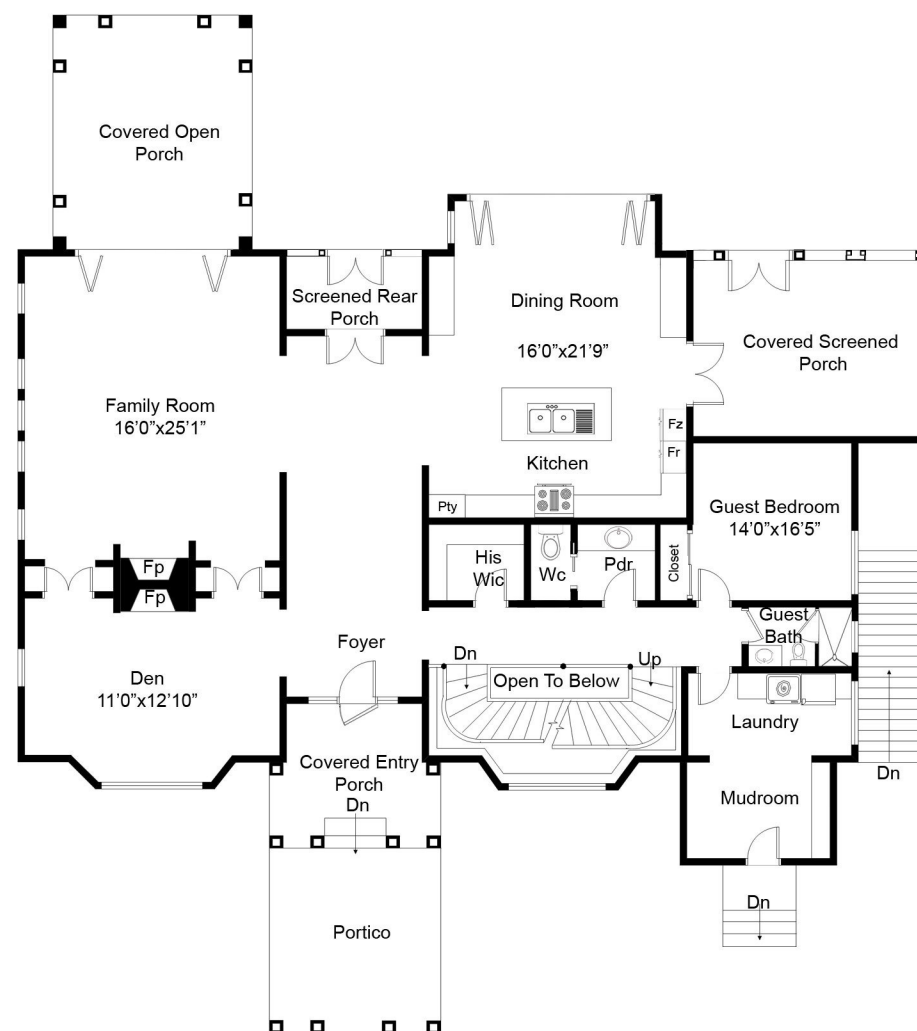 Covered Open
Porch
Screened Rear
Porch
Dining Room
16'0"x21'9"
Covered Screened
Porch
Family Room
16'0"x25'1"
Fz
Fr
Kitchen
Pty
Guest Bedroom
14'0"x16'5"
His
Wic
Wc
Pdr
Closet
Fp
Fp
Guest
Bath
Foyer
Den
11'0"x12'10"
Dn
Up
Open To Below
Laundry
Covered Entry
Porch
Dn
Mudroom
Dn
Dn
Portico